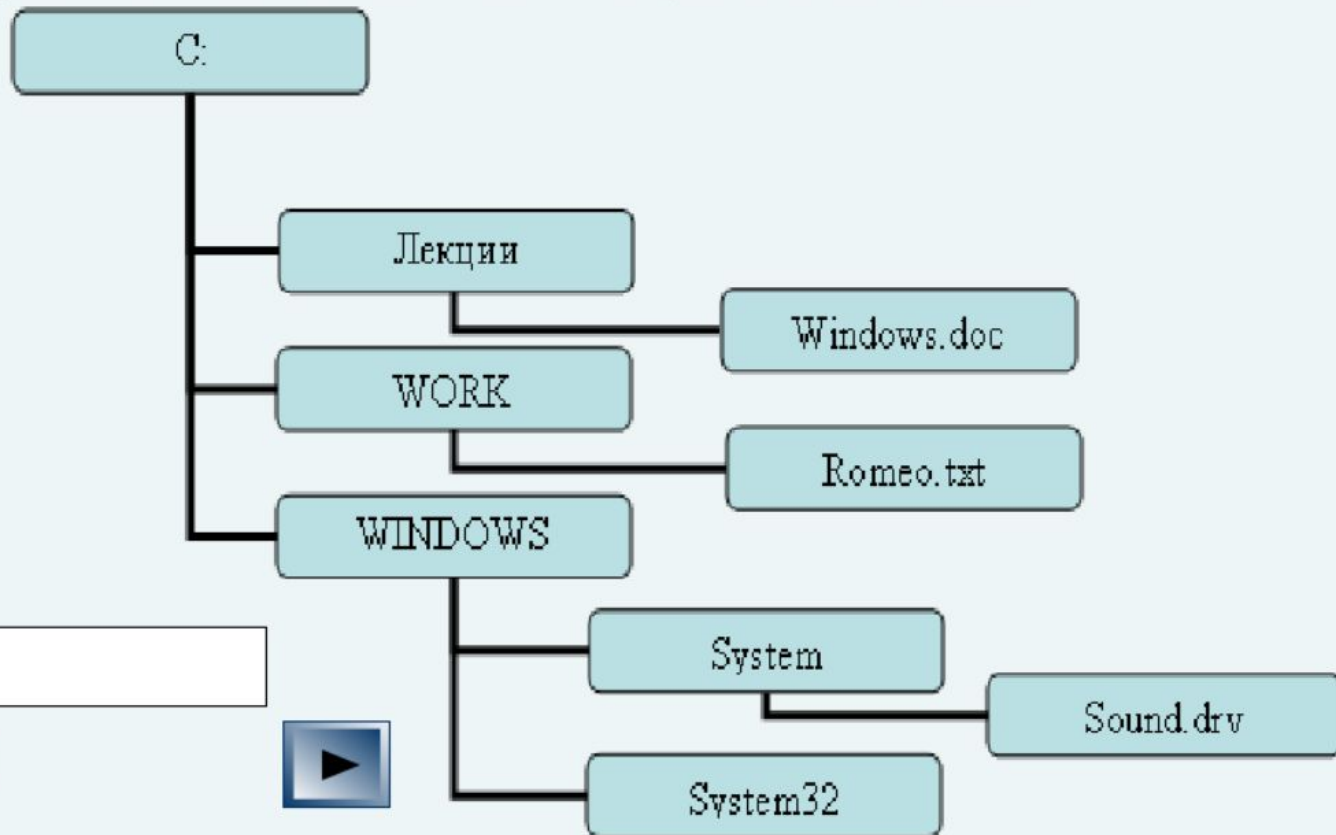 C:
Лекции
Windows.doc
WORK
Romeo.txt
WINDOWS
System
Sound.drv
System32